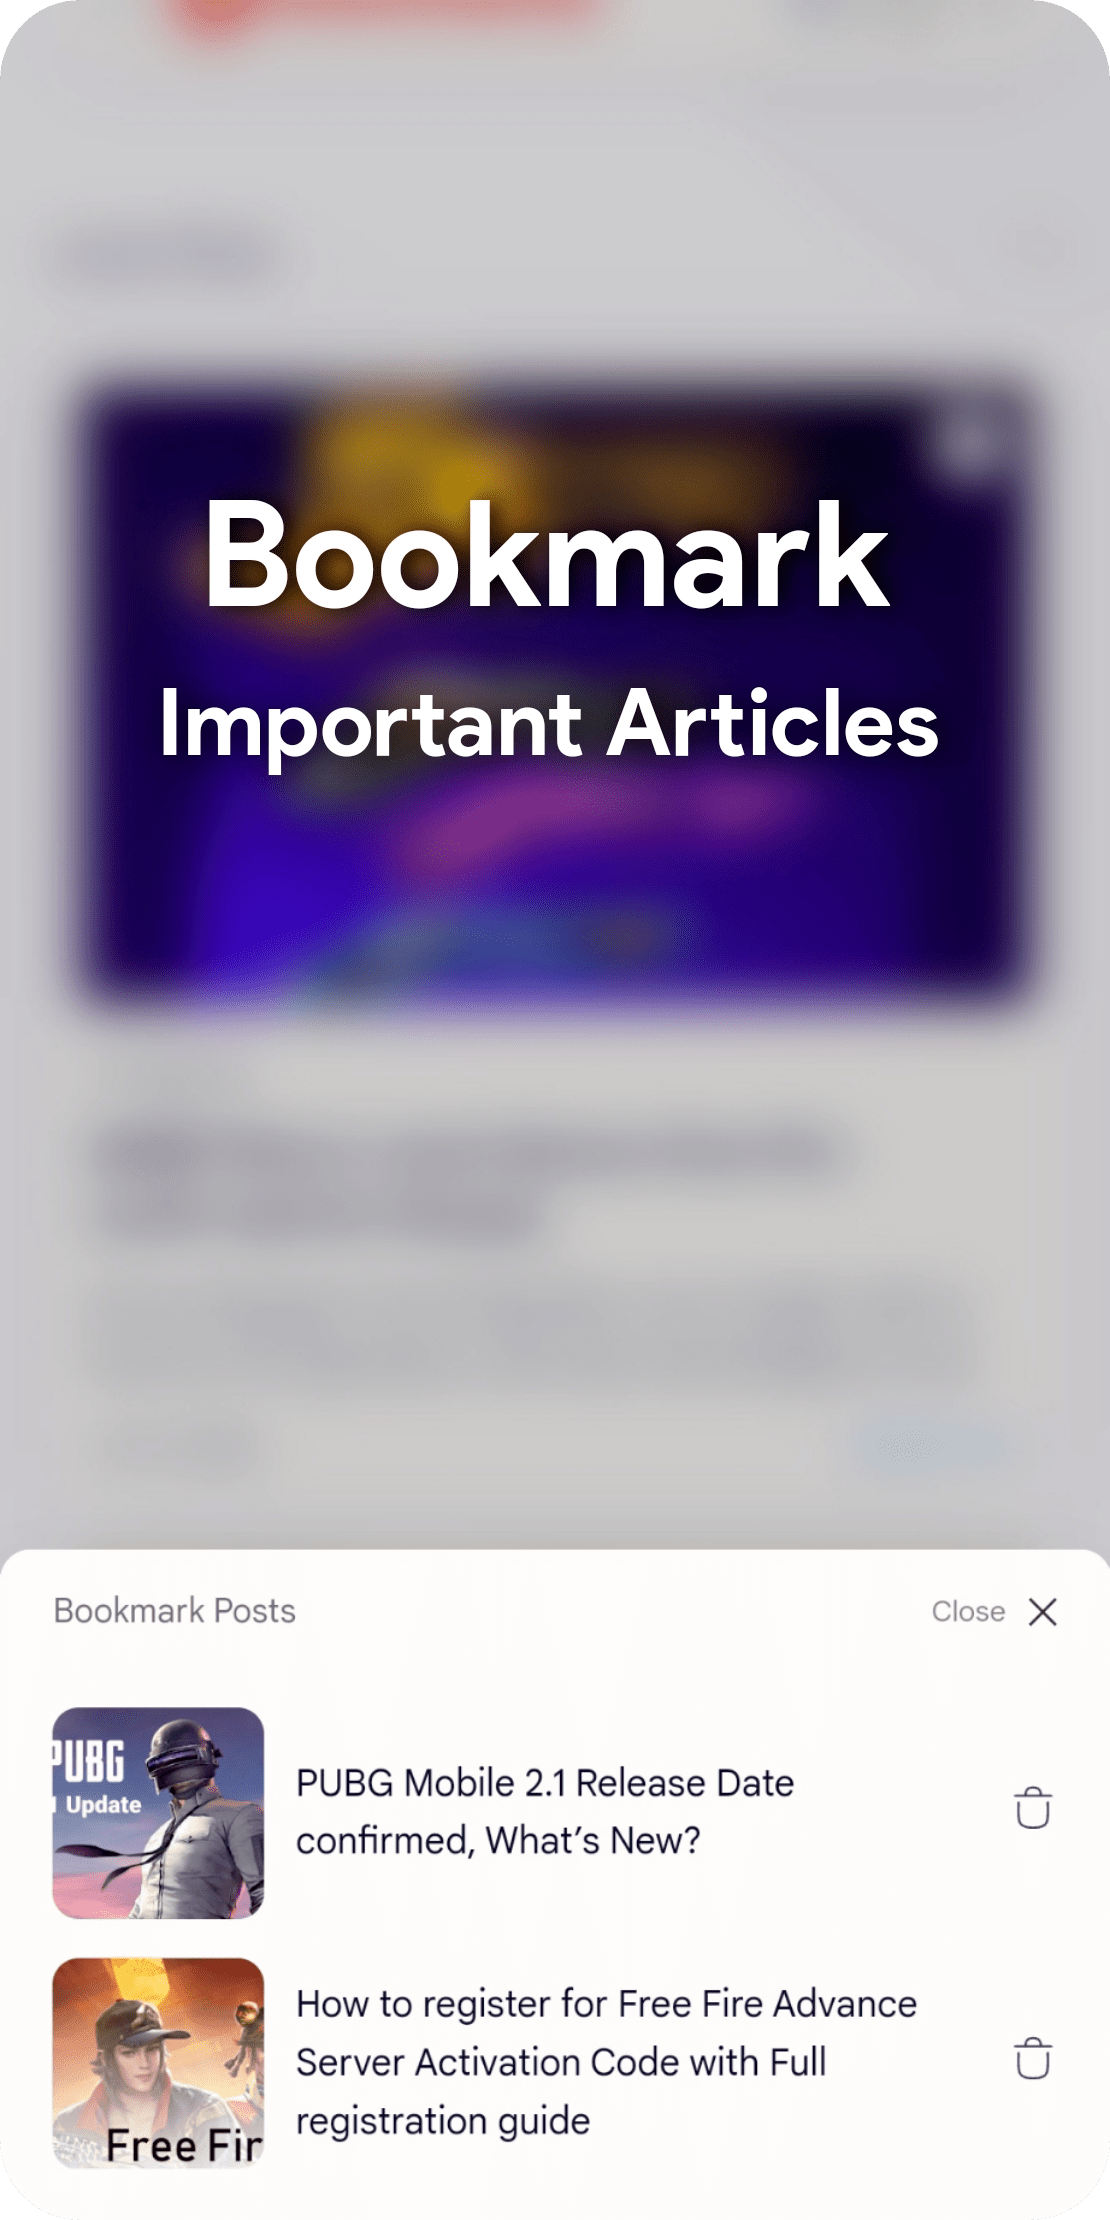 Bookmark
Important Articles
Bookmark Posts
Close
PUBG
1 Update
PUBG Mobile 2.1 Release Date
confirmed, What's New?
How to register for Free Fire Advance
Server Activation Code with Full
registration guide
Free Fir